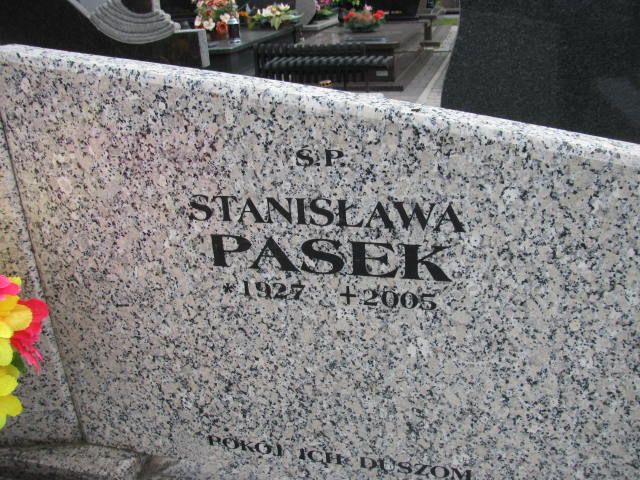 Ś.P.
STANISŁAWA
PASEK
*1927 +2005
POKÓJ ICH DUSZOM